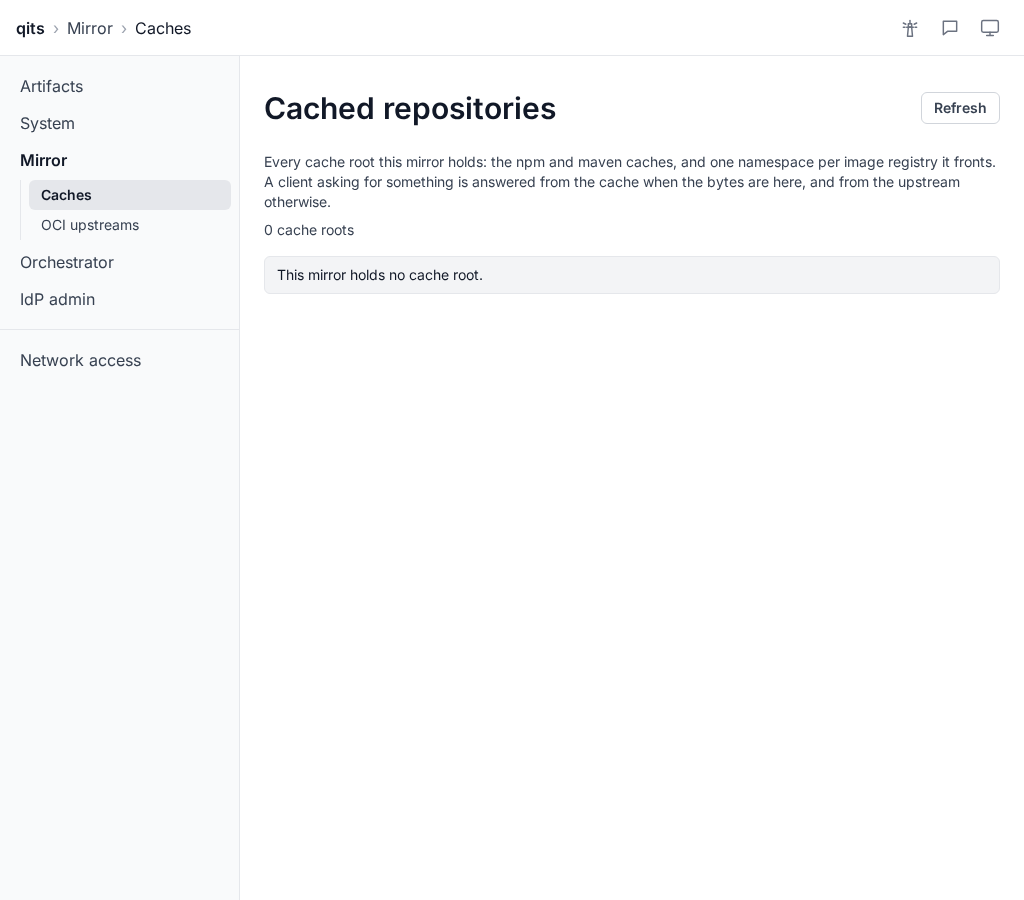 qits › Mirror › Caches
Artifacts
System
Mirror
Caches
OCI upstreams
Orchestrator
IdP admin
Network access
Cached repositories
Refresh
Every cache root this mirror holds: the npm and maven caches, and one namespace per image registry it fronts.
A client asking for something is answered from the cache when the bytes are here, and from the upstream
otherwise.
0 cache roots
This mirror holds no cache root.